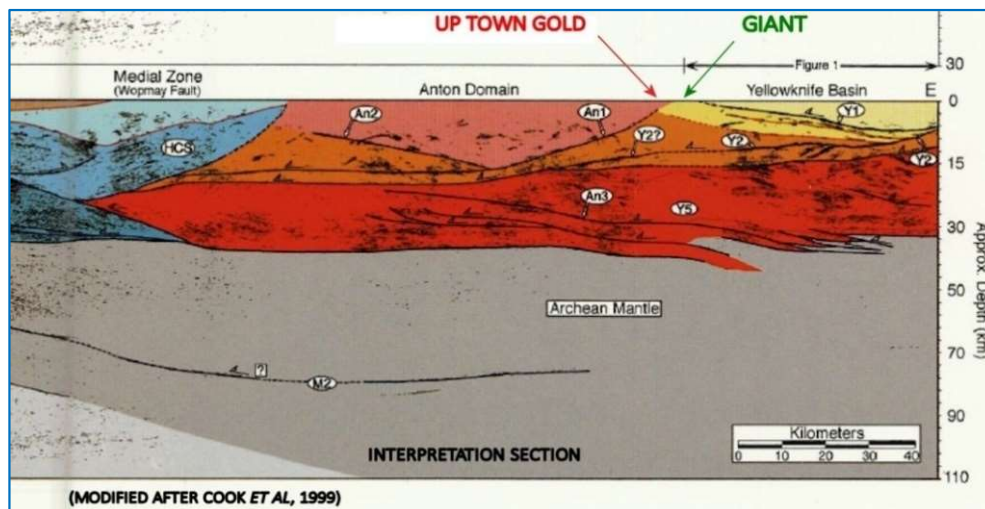 UP TOWN GOLD
GIANT
Figure 1
30
Medial Zone
(Wopmay Fault)
Anton Domain
Yellowknife Basin
E
0
An2
An1
Y1
HCS
Y2?
Y2
Y2
15
An3
Y5
30
50
Archean Mantle
Approx. Depth (km)
70
?
M2
90
Kilometers
0 10 20 30 40
INTERPRETATION SECTION
110
(MODIFIED AFTER COOK ET AL, 1999)